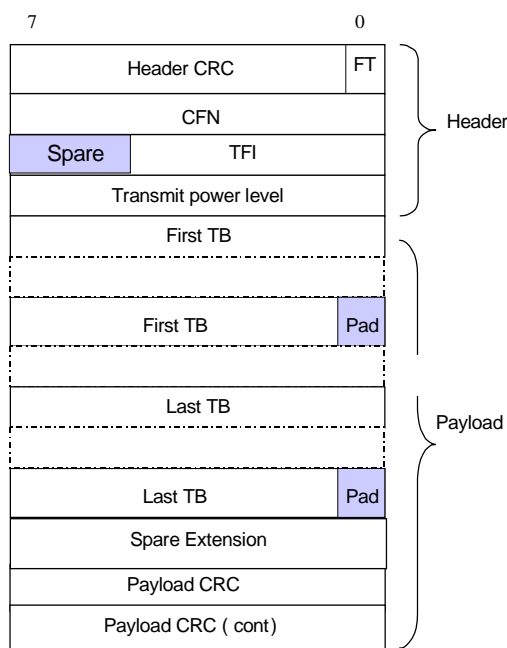 7 0
Header CRC FT
CFN
Header
Spare TFI
Transmit power level
First TB
First TB Pad
Last TB
Payload
Last TB Pad
Spare Extension
Payload CRC
Payload CRC ( cont)